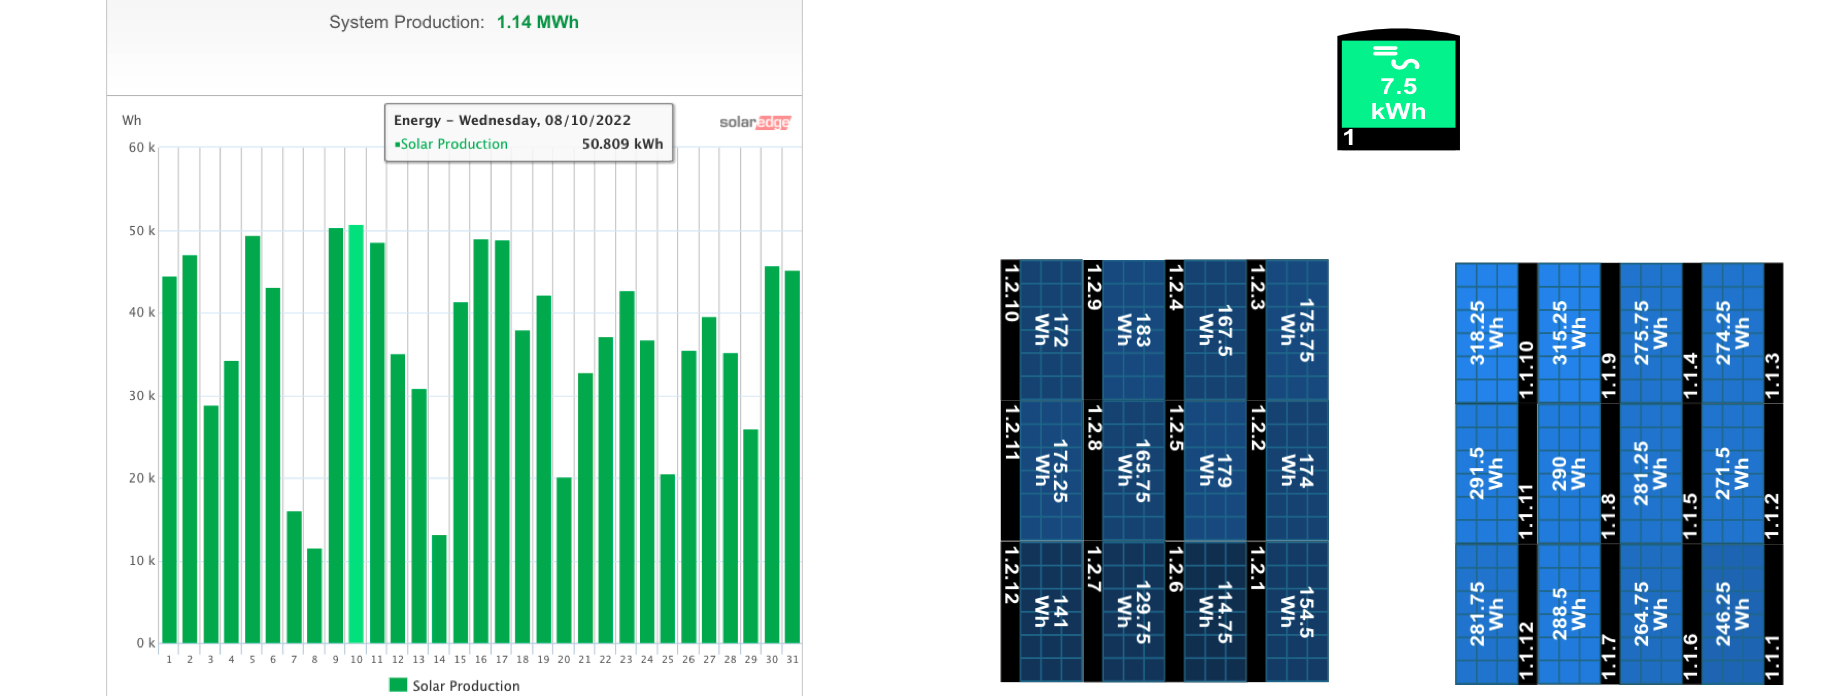 System Production: 1.14 MWh
Wh
Energy – Wednesday, 08/10/2022
Solar Production 50.809 kWh
solaredge
60 k
50 k
40 k
30 k
20 k
10 k
0 k
1 2 3 4 5 6 7 8 9 10 11 12 13 14 15 16 17 18 19 20 21 22 23 24 25 26 27 28 29 30 31
Solar Production
7.5
kWh
1
1.2.10
172
Wh
1.2.9
183
Wh
1.2.4
167.5
Wh
1.2.3
175.75
Wh
1.2.11
175.25
Wh
1.2.8
165.75
Wh
1.2.5
179
Wh
1.2.2
174
Wh
1.2.12
141
Wh
1.2.7
129.75
Wh
1.2.6
114.75
Wh
1.2.1
154.5
Wh
318.25
Wh
1.1.10
315.25
Wh
1.1.9
275.75
Wh
1.1.4
274.25
Wh
1.1.3
291.5
Wh
1.1.11
290
Wh
1.1.8
281.25
Wh
1.1.5
271.5
Wh
1.1.2
281.75
Wh
1.1.12
288.5
Wh
1.1.7
264.75
Wh
1.1.6
246.25
Wh
1.1.1